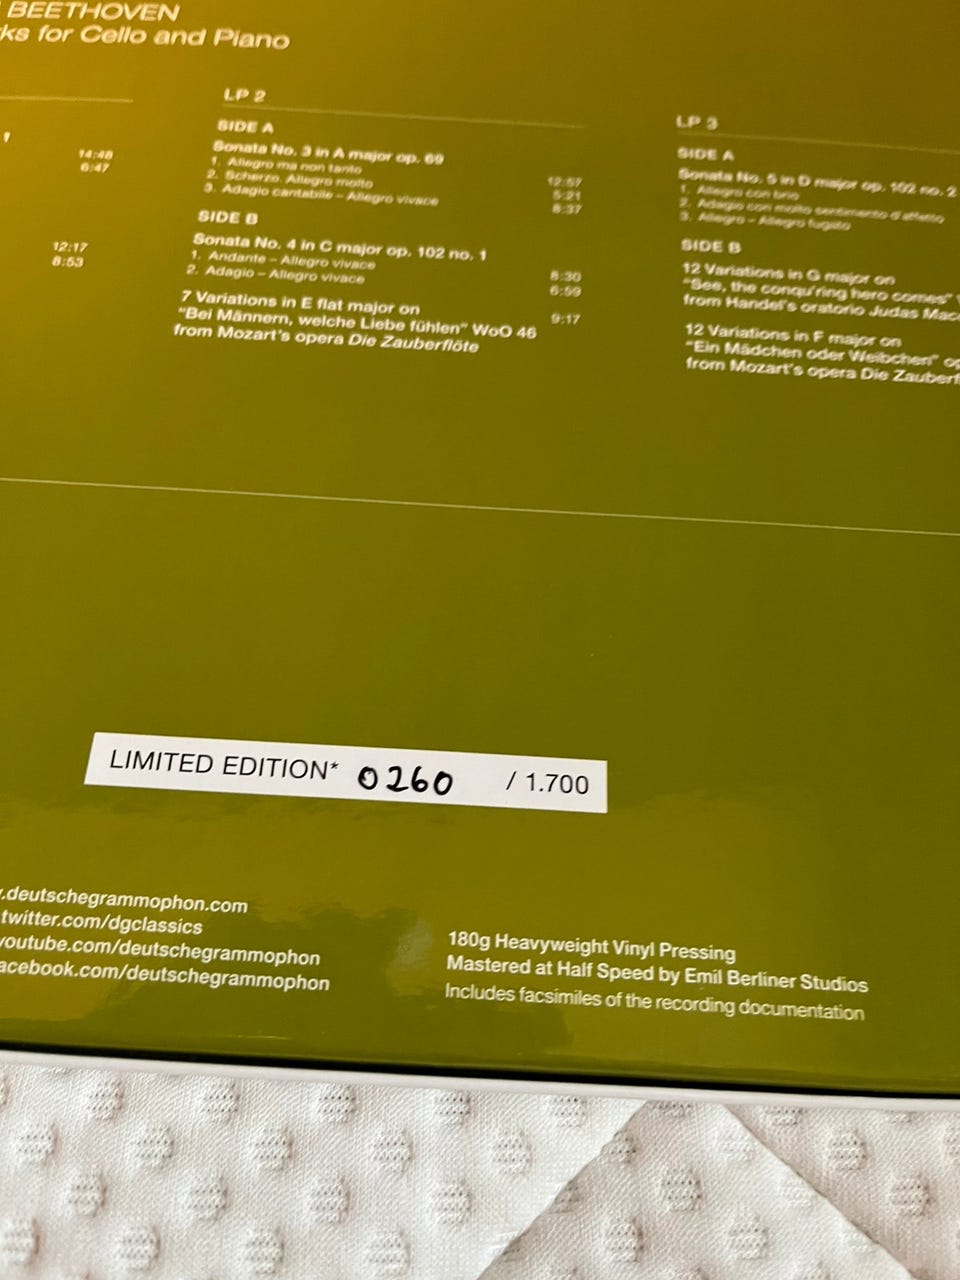 BEETHOVEN
ks for Cello and Piano
1
14:48
6:47
12:17
8:53
LP 2
SIDE A
Sonata No. 3 in A major op. 69
1. Allegro ma non tanto 12:57
2. Scherzo. Allegro molto 5:21
3. Adagio cantabile – Allegro vivace 8:37
SIDE B
Sonata No. 4 in C major op. 102 no. 1
1. Andante – Allegro vivace 8:30
2. Adagio – Allegro vivace 6:59
7 Variations in E flat major on
"Bei Männern, welche Liebe fühlen" WoO 46 9:17
from Mozart's opera Die Zauberflöte
LP 3
SIDE A
Sonata No. 5 in D major op. 102 no. 2
1. Allegro con brio
2. Adagio con molto sentimento d'affetto
3. Allegro – Allegro fugato
SIDE B
12 Variations in G major on
"See, the conqu'ring hero comes"
from Handel's oratorio Judas Mac
12 Variations in F major on
"Ein Mädchen oder Weibchen" op
from Mozart's opera Die Zauberf
LIMITED EDITION* 0260 / 1.700
.deutschegrammophon.com
twitter.com/dgclassics
youtube.com/deutschegrammophon
acebook.com/deutschegrammophon
180g Heavyweight Vinyl Pressing
Mastered at Half Speed by Emil Berliner Studios
Includes facsimiles of the recording documentation